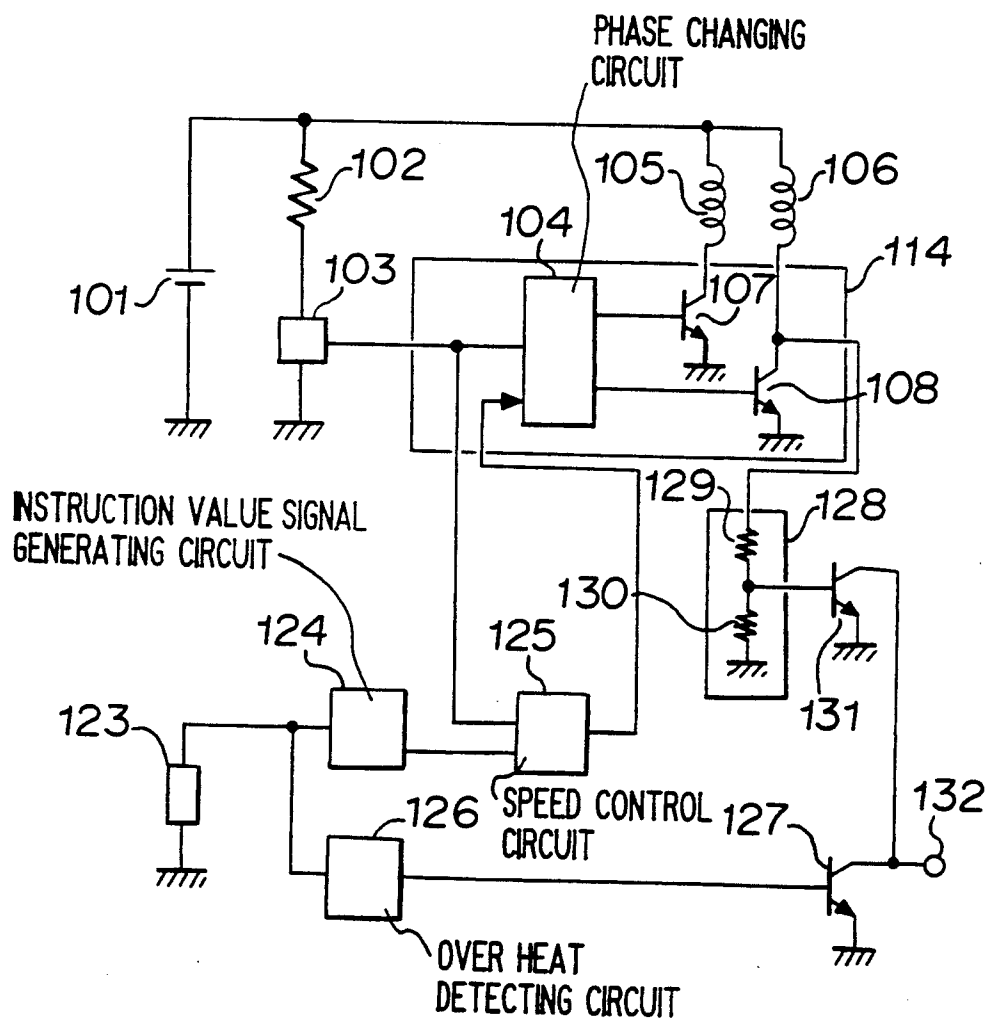 PHASE CHANGING
CIRCUIT
102
105
106
104
114
103
101
107
108
129
128
INSTRUCTION VALUE SIGNAL
GENERATING CIRCUIT
130
124
125
131
123
126
SPEED CONTROL
CIRCUIT
127
132
OVER HEAT
DETECTING CIRCUIT